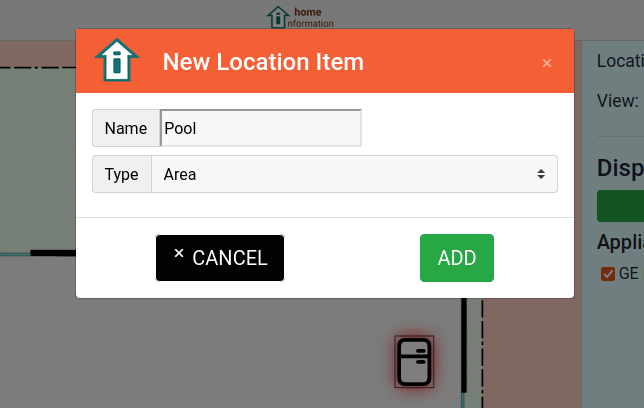 home
nformation
New Location Item
×
Name
Pool
Type
Area
× CANCEL
ADD
Locati
View:
Disp
Appli
GE